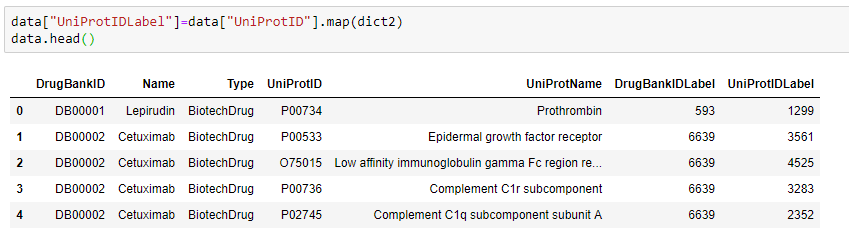 data["UniProtIDLabel"]=data["UniProtID"].map(dict2)
data.head()
DrugBankID Name Type UniProtID UniProtName DrugBankIDLabel UniProtIDLabel
0 DB00001 Lepirudin BiotechDrug P00734 Prothrombin 593 1299
1 DB00002 Cetuximab BiotechDrug P00533 Epidermal growth factor receptor 6639 3561
2 DB00002 Cetuximab BiotechDrug O75015 Low affinity immunoglobulin gamma Fc region re... 6639 4525
3 DB00002 Cetuximab BiotechDrug P00736 Complement C1r subcomponent 6639 3283
4 DB00002 Cetuximab BiotechDrug P02745 Complement C1q subcomponent subunit A 6639 2352